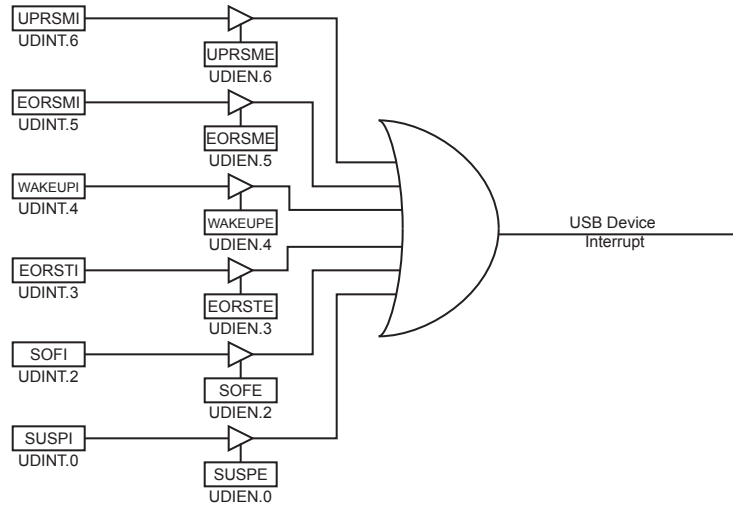 UPRSMI
UDINT.6
UPRSME
UDIEN.6
EORSMI
UDINT.5
EORSME
UDIEN.5
WAKEUPI
UDINT.4
WAKEUPE
UDIEN.4
EORSTI
UDINT.3
EORSTE
UDIEN.3
SOFI
UDINT.2
SOFE
UDIEN.2
SUSPI
UDINT.0
SUSPE
UDIEN.0
USB Device
Interrupt